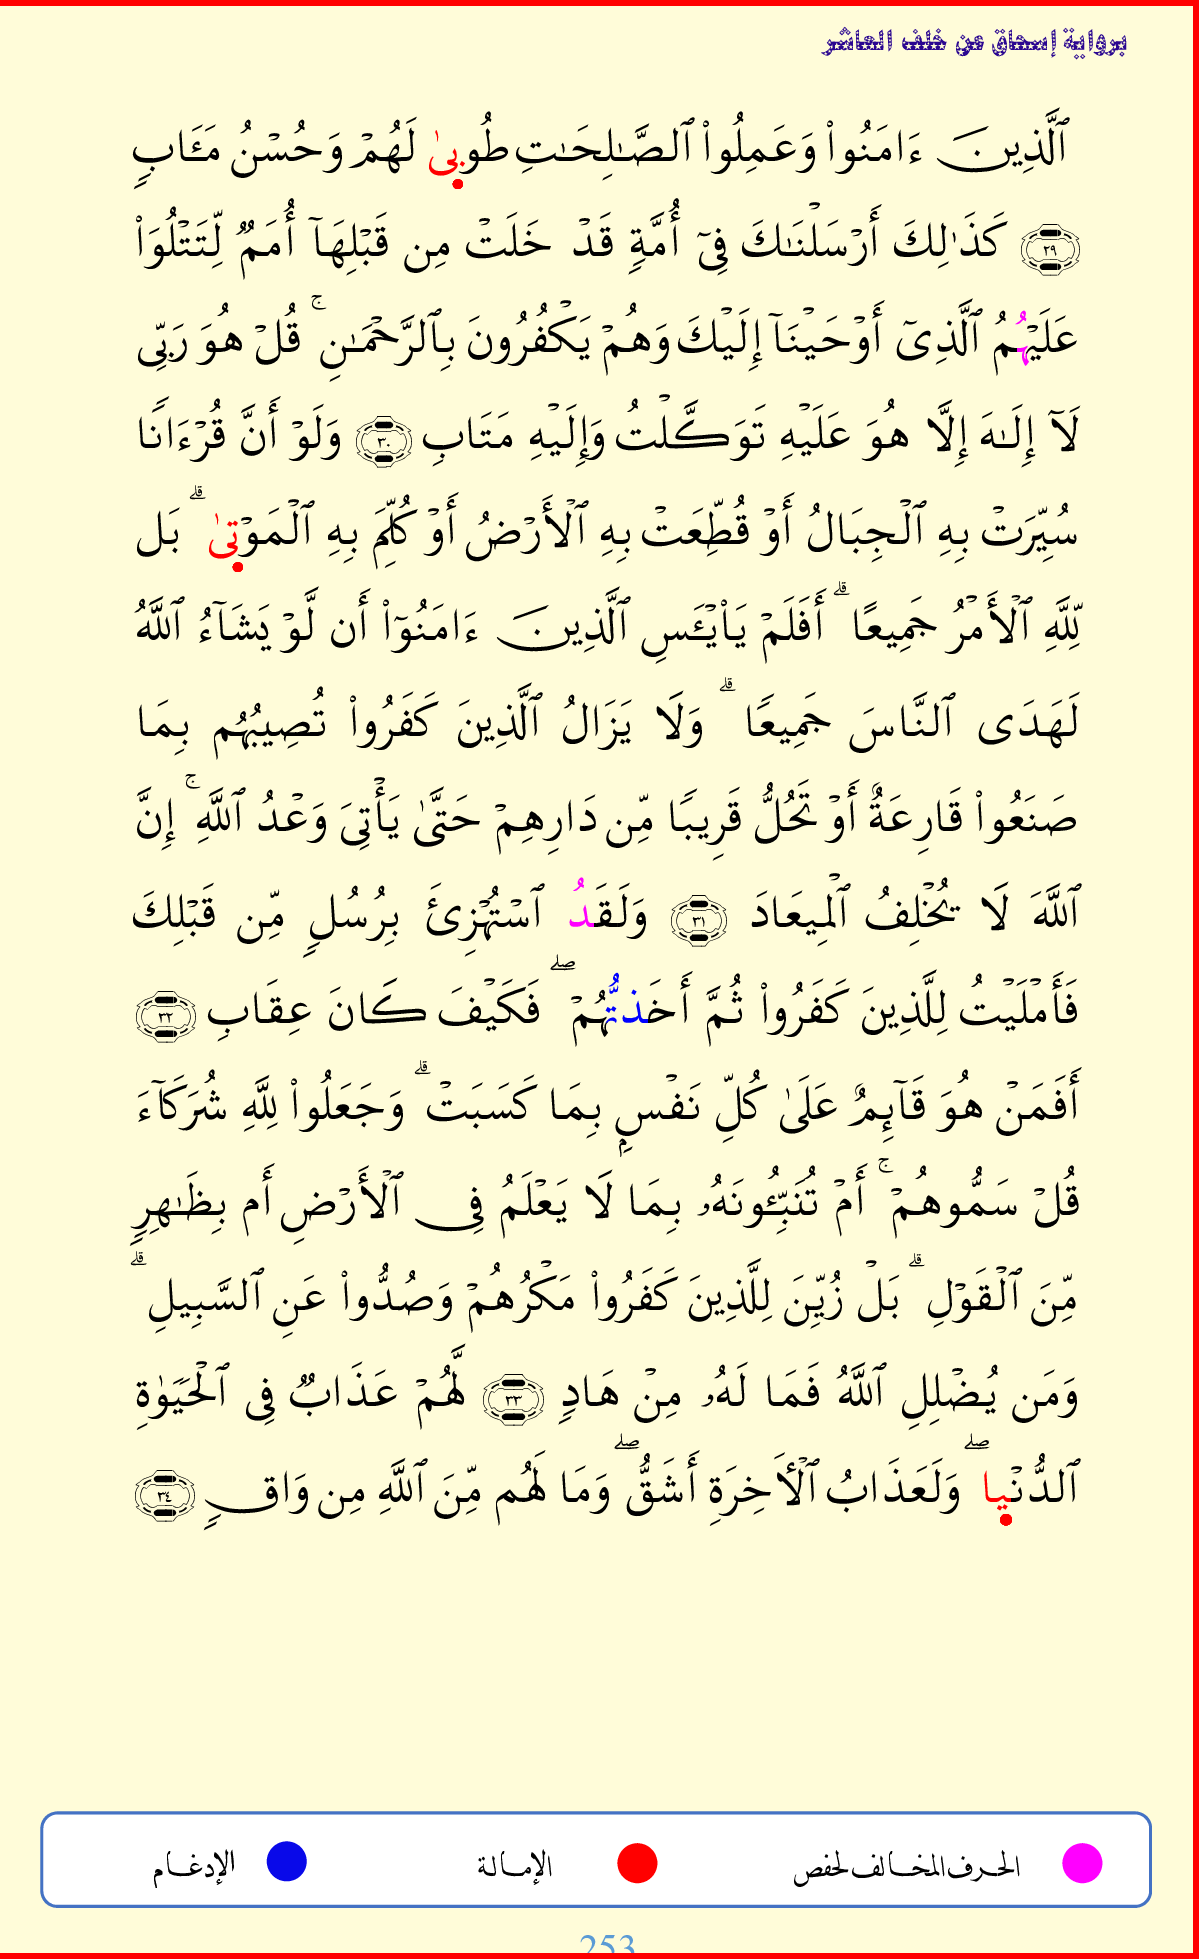 برواية إسحاق عن خلف العاشر
ٱلَّذِينَ ءَامَنُوا۟ وَعَمِلُوا۟ ٱلصَّـٰلِحَـٰتِ طُوبىٰ لَهُمۡ وَحُسۡنُ مَـَٔابٍ
٢٩ كَذَٰلِكَ أَرۡسَلۡنَـٰكَ فِیۤ أُمَّةٍ قَدۡ خَلَتۡ مِن قَبۡلِهَاۤ أُمَمٌ لِّتَتۡلُوَا۟
عَلَيۡهُمُ ٱلَّذِیۤ أَوۡحَيۡنَاۤ إِلَيۡكَ وَهُمۡ يَكۡفُرُونَ بِٱلرَّحۡمَـٰنِ ۚ قُلۡ هُوَ رَبِّی
لَاۤ إِلَـٰهَ إِلَّا هُوَ عَلَيۡهِ تَوَكَّلۡتُ وَإِلَيۡهِ مَتَابِ ٣٠ وَلَوۡ أَنَّ قُرۡءَانًا
سُيِّرَتۡ بِهِ ٱلۡجِبَالُ أَوۡ قُطِّعَتۡ بِهِ ٱلۡأَرۡضُ أَوۡ كُلِّمَ بِهِ ٱلۡمَوۡتىٰ ۗ بَل
لِّلَّهِ ٱلۡأَمۡرُ جَمِيعًا ۗ أَفَلَمۡ يَا۟يۡـَٔسِ ٱلَّذِينَ ءَامَنُوۤا۟ أَن لَّوۡ يَشَاۤءُ ٱللَّهُ
لَهَدَى ٱلنَّاسَ جَمِيعًا ۗ وَلَا يَزَالُ ٱلَّذِينَ كَفَرُوا۟ تُصِيبُهُم بِمَا
صَنَعُوا۟ قَارِعَةٌ أَوۡ تَحُلُّ قَرِيبًا مِّن دَارِهِمۡ حَتَّىٰ يَأۡتِیَ وَعۡدُ ٱللَّهِ ۚ إِنَّ
ٱللَّهَ لَا يُخۡلِفُ ٱلۡمِيعَادَ ٣١ وَلَقَدُ ٱسۡتُهۡزِئَ بِرُسُلٍ مِّن قَبۡلِكَ
فَأَمۡلَيۡتُ لِلَّذِينَ كَفَرُوا۟ ثُمَّ أَخَذتُّهُمۡ ۖ فَكَيۡفَ كَانَ عِقَابِ ٣٢
أَفَمَنۡ هُوَ قَاۤئِمٌ عَلَىٰ كُلِّ نَفۡسِۭ بِمَا كَسَبَتۡ ۗ وَجَعَلُوا۟ لِلَّهِ شُرَكَاۤءَ
قُلۡ سَمُّوهُمۡ ۚ أَمۡ تُنَبِّـُٔونَهُۥ بِمَا لَا يَعۡلَمُ فِی ٱلۡأَرۡضِ أَم بِظَـٰهِرٍ
مِّنَ ٱلۡقَوۡلِ ۗ بَلۡ زُيِّنَ لِلَّذِينَ كَفَرُوا۟ مَكۡرُهُمۡ وَصُدُّوا۟ عَنِ ٱلسَّبِيلِ ۗ
وَمَن يُضۡلِلِ ٱللَّهُ فَمَا لَهُۥ مِنۡ هَادٍ ٣٣ لَّهُمۡ عَذَابٌ فِی ٱلۡحَيَوٰةِ
ٱلدُّنۡيا ۖ وَلَعَذَابُ ٱلۡأَخِرَةِ أَشَقُّ ۖ وَمَا لَهُم مِّنَ ٱللَّهِ مِن وَاقٍ ٣٤
الحرف المخالف لحفص الإمالة الإدغام
253